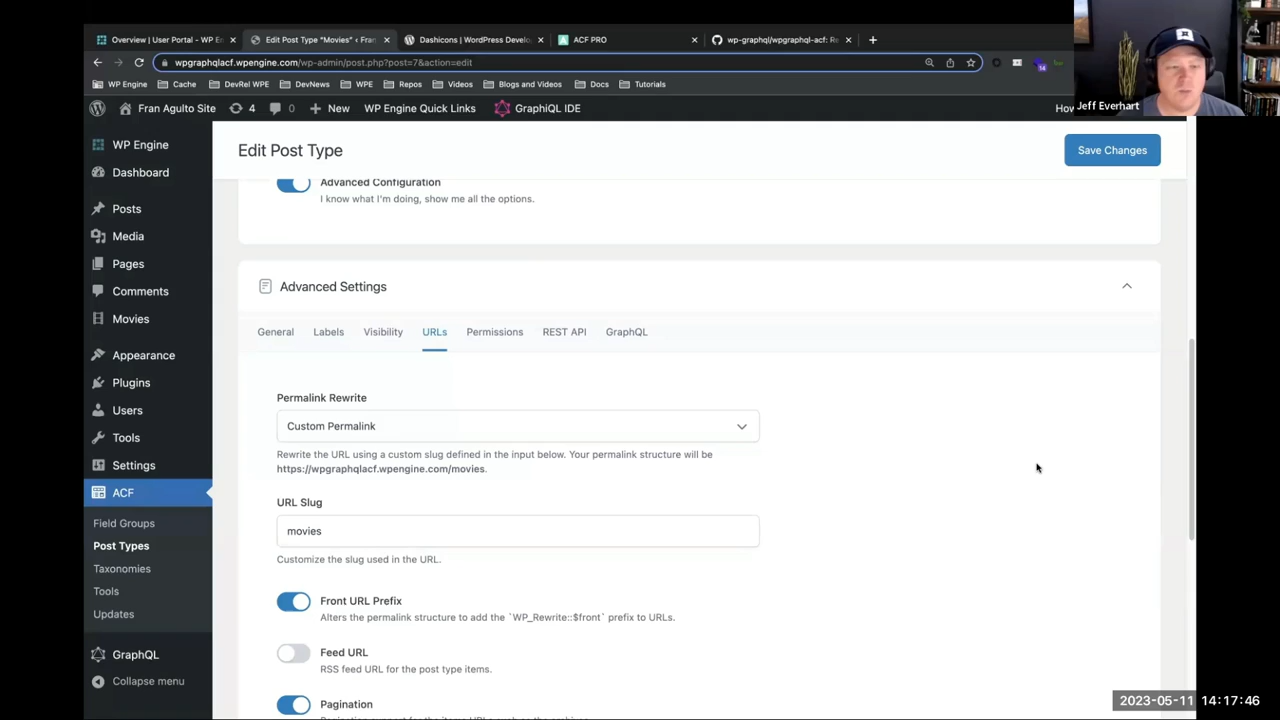 Overview | User Portal - WP En
Edit Post Type "Movies" ‹ Fran
Dashicons | WordPress Develo
ACF PRO
wp-graphql/wpgraphql-acf: Re
wpgraphqlacf.wpengine.com/wp-admin/post.php?post=7&action=edit
WP Engine
Cache
DevRel WPE
DevNews
WPE
Repos
Videos
Blogs and Videos
Docs
Tutorials
Jeff Everhart
Fran Agulto Site
4
0
New
WP Engine Quick Links
GraphiQL IDE
WP Engine
Dashboard
Posts
Media
Pages
Comments
Movies
Appearance
Plugins
Users
Tools
Settings
ACF
Field Groups
Post Types
Taxonomies
Tools
Updates
GraphQL
Collapse menu
Edit Post Type
Save Changes
Advanced Configuration
I know what I'm doing, show me all the options.
Advanced Settings
General Labels Visibility URLs Permissions REST API GraphQL
Permalink Rewrite
Custom Permalink
Rewrite the URL using a custom slug defined in the input below. Your permalink structure will be
https://wpgraphqlacf.wpengine.com/movies.
URL Slug
movies
Customize the slug used in the URL.
Front URL Prefix
Alters the permalink structure to add the `WP_Rewrite::$front` prefix to URLs.
Feed URL
RSS feed URL for the post type items.
Pagination
2023-05-11 14:17:46